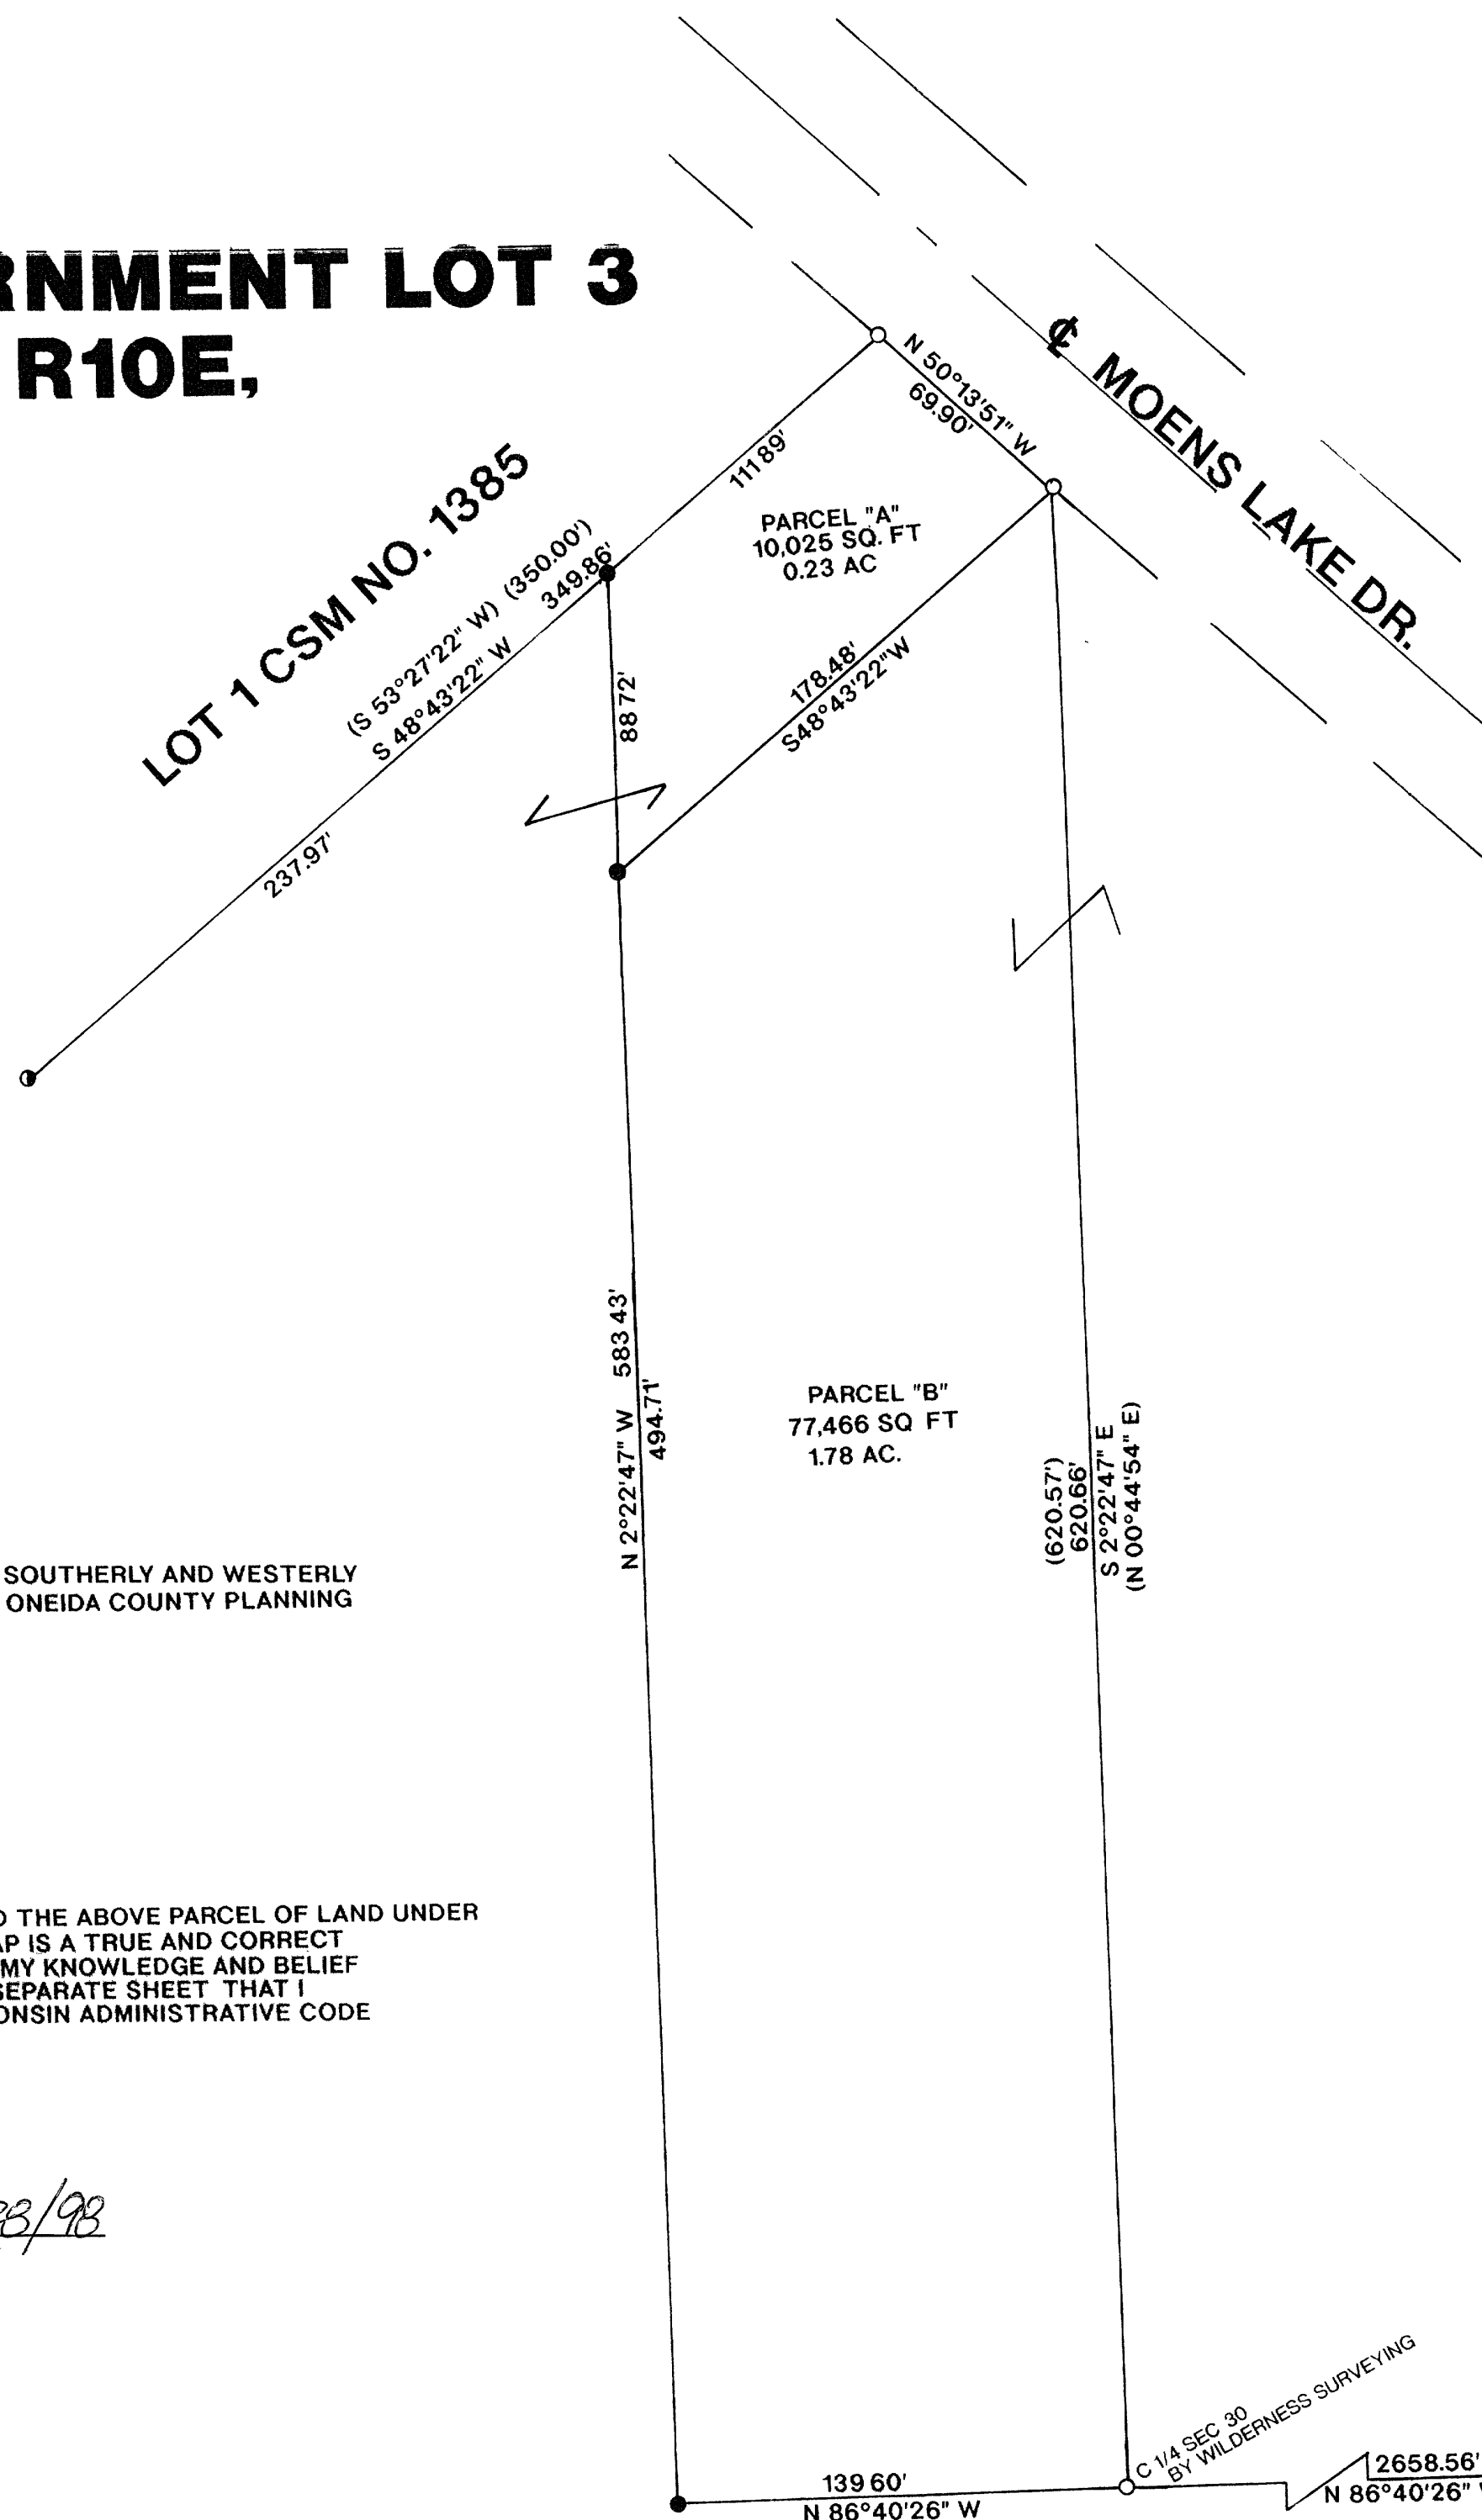 RNMENT LOT 3
R10E,
LOT 1 CSM NO. 1385
(S 53°27'22" W) (350.00')
349.86'
S 48°43'22" W
237.97'
111 89'
N 50°13'51" W
69.90'
₵ MOENS LAKE DR.
PARCEL "A"
10,025 SQ. FT
0.23 AC
88 72'
178.48'
S48°43'22"W
N 2°22'47" W 583 43'
494.71'
PARCEL "B"
77,466 SQ FT
1.78 AC.
(620.57')
620.66'
S 2°22'47" E
(N 00°44'54" E)
SOUTHERLY AND WESTERLY
ONEIDA COUNTY PLANNING
THE ABOVE PARCEL OF LAND UNDER
AP IS A TRUE AND CORRECT
MY KNOWLEDGE AND BELIEF
SEPARATE SHEET THAT I
ONSIN ADMINISTRATIVE CODE
8/98
C 1/4 SEC 30
BY WILDERNESS SURVEYING
139 60'
N 86°40'26" W
2658.56'
N 86°40'26"